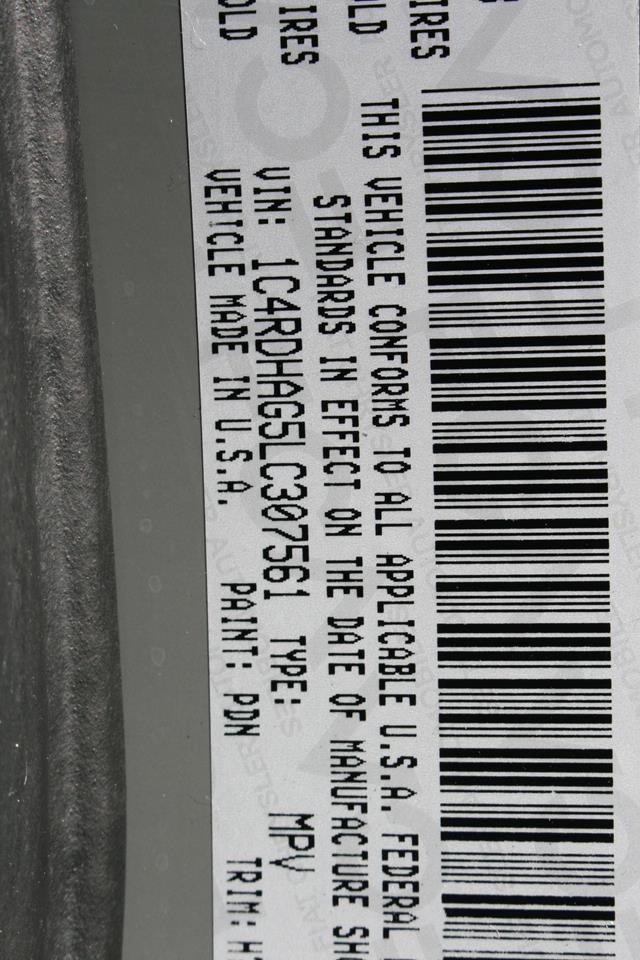 IRES
OLD
THIS VEHICLE CONFORMS TO ALL APPLICABLE U.S.A. FEDERAL
STANDARDS IN EFFECT ON THE DATE OF MANUFACTURE SH
IRES
VIN: 1C4RDHAG5LC307561 TYPE: MPV
OLD
VEHICLE MADE IN U.S.A. PAINT: PDN TRIM: H